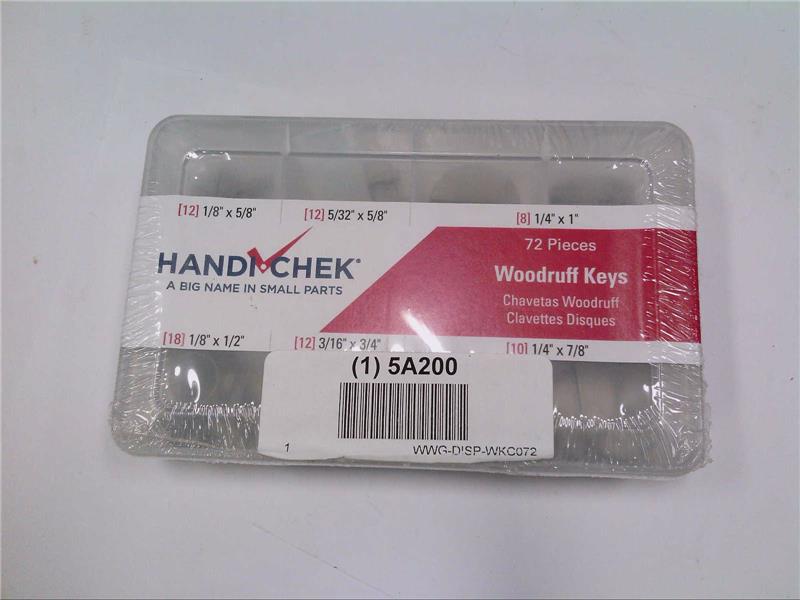 [12] 1/8" x 5/8"
[12] 5/32" x 5/8"
[8] 1/4" x 1"
HANDI CHEK®
A BIG NAME IN SMALL PARTS
72 Pieces
Woodruff Keys
Chavetas Woodruff
Clavettes Disques
[18] 1/8" x 1/2"
[12] 3/16" x 3/4"
[10] 1/4" x 7/8"
(1) 5A200
1
WWG-DISP-WKC072